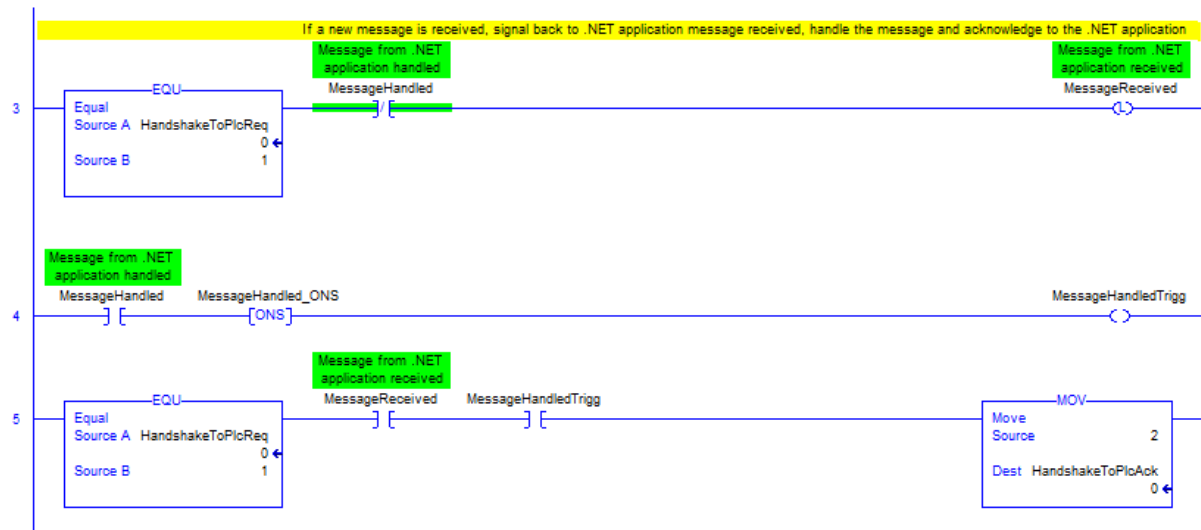 If a new message is received, signal back to .NET application message received, handle the message and acknowledge to the .NET application
Message from .NET
application handled
MessageHandled
Message from .NET
application received
MessageReceived
3
EQU
Equal
Source A HandshakeToPlcReq
0
Source B 1
/
L
Message from .NET
application handled
MessageHandled
MessageHandled_ONS
MessageHandledTrigg
4
ONS
Message from .NET
application received
MessageReceived
MessageHandledTrigg
5
EQU
Equal
Source A HandshakeToPlcReq
0
Source B 1
MOV
Move
Source 2
Dest HandshakeToPlcAck
0